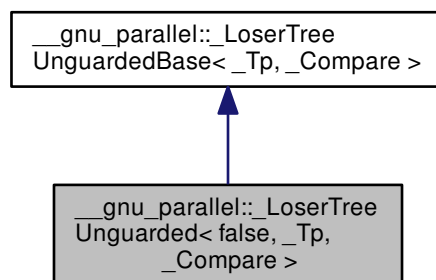 __gnu_parallel::_LoserTree
UnguardedBase< _Tp, _Compare >
__gnu_parallel::_LoserTree
Unguarded< false, _Tp,
_Compare >